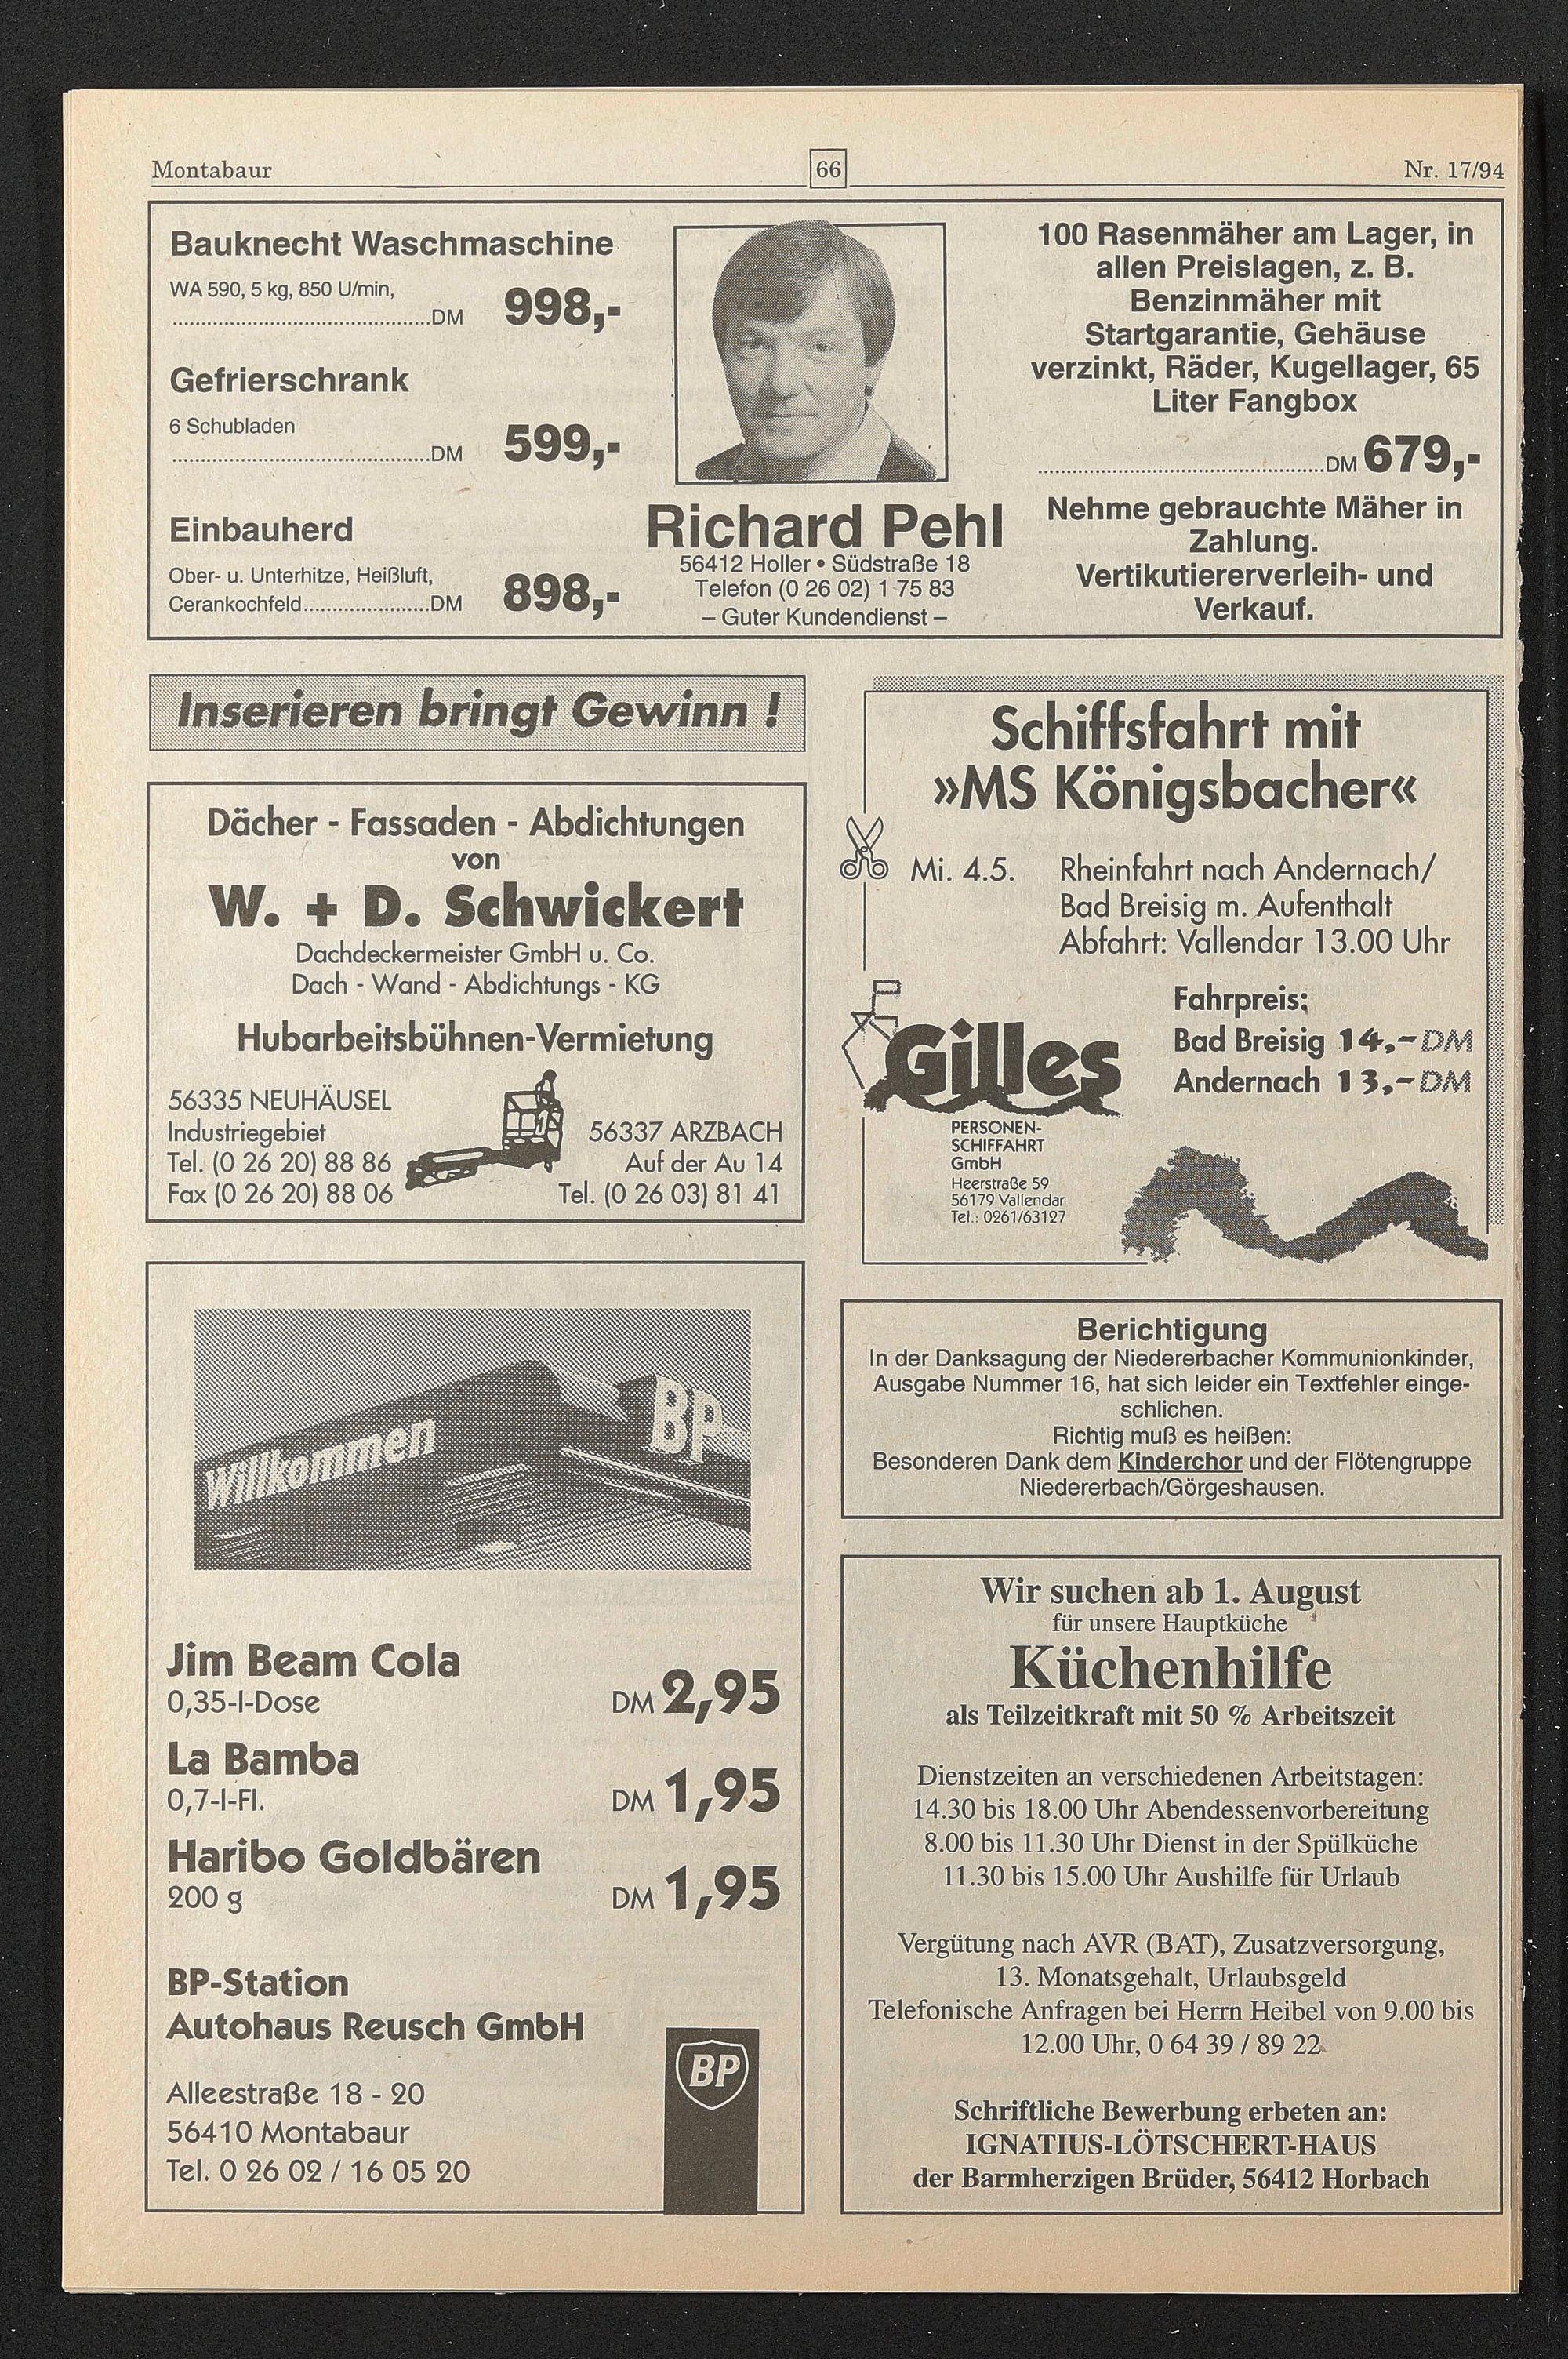 Montabaur
66
Nr. 17/94
Bauknecht Waschmaschine
WA 590, 5 kg, 850 U/min,
.............................................DM 998,-
Gefrierschrank
6 Schubladen
.............................................DM 599,-
Einbauherd
Ober- u. Unterhitze, Heißluft,
Cerankochfeld......................DM 898,-
Richard Pehl
56412 Holler • Südstraße 18
Telefon (0 26 02) 1 75 83
– Guter Kundendienst –
100 Rasenmäher am Lager, in
allen Preislagen, z. B.
Benzinmäher mit
Startgarantie, Gehäuse
verzinkt, Räder, Kugellager, 65
Liter Fangbox
..................................................DM 679,-
Nehme gebrauchte Mäher in
Zahlung.
Vertikutiererverleih- und
Verkauf.
Inserieren bringt Gewinn !
Dächer - Fassaden - Abdichtungen
von
W. + D. Schwickert
Dachdeckermeister GmbH u. Co.
Dach - Wand - Abdichtungs - KG
Hubarbeitsbühnen-Vermietung
56335 NEUHÄUSEL
Industriegebiet
Tel. (0 26 20) 88 86
Fax (0 26 20) 88 06
56337 ARZBACH
Auf der Au 14
Tel. (0 26 03) 81 41
Schiffsfahrt mit
»MS Königsbacher«
Mi. 4.5. Rheinfahrt nach Andernach/
Bad Breisig m. Aufenthalt
Abfahrt: Vallendar 13.00 Uhr
Fahrpreis:
Bad Breisig 14,- DM
Andernach 13,- DM
Gilles
PERSONEN-
SCHIFFAHRT
GmbH
Heerstraße 59
56179 Vallendar
Tel.: 0261/63127
Willkommen
BP
Jim Beam Cola
0,35-l-Dose DM 2,95
La Bamba
0,7-l-Fl. DM 1,95
Haribo Goldbären
200 g DM 1,95
BP-Station
Autohaus Reusch GmbH
Alleestraße 18 - 20
56410 Montabaur
Tel. 0 26 02 / 16 05 20
BP
Berichtigung
In der Danksagung der Niedererbacher Kommunionkinder,
Ausgabe Nummer 16, hat sich leider ein Textfehler einge-
schlichen.
Richtig muß es heißen:
Besonderen Dank dem Kinderchor und der Flötengruppe
Niedererbach/Görgeshausen.
Wir suchen ab 1. August
für unsere Hauptküche
Küchenhilfe
als Teilzeitkraft mit 50 % Arbeitszeit
Dienstzeiten an verschiedenen Arbeitstagen:
14.30 bis 18.00 Uhr Abendessenvorbereitung
8.00 bis 11.30 Uhr Dienst in der Spülküche
11.30 bis 15.00 Uhr Aushilfe für Urlaub
Vergütung nach AVR (BAT), Zusatzversorgung,
13. Monatsgehalt, Urlaubsgeld
Telefonische Anfragen bei Herrn Heibel von 9.00 bis
12.00 Uhr, 0 64 39 / 89 22
Schriftliche Bewerbung erbeten an:
IGNATIUS-LÖTSCHERT-HAUS
der Barmherzigen Brüder, 56412 Horbach